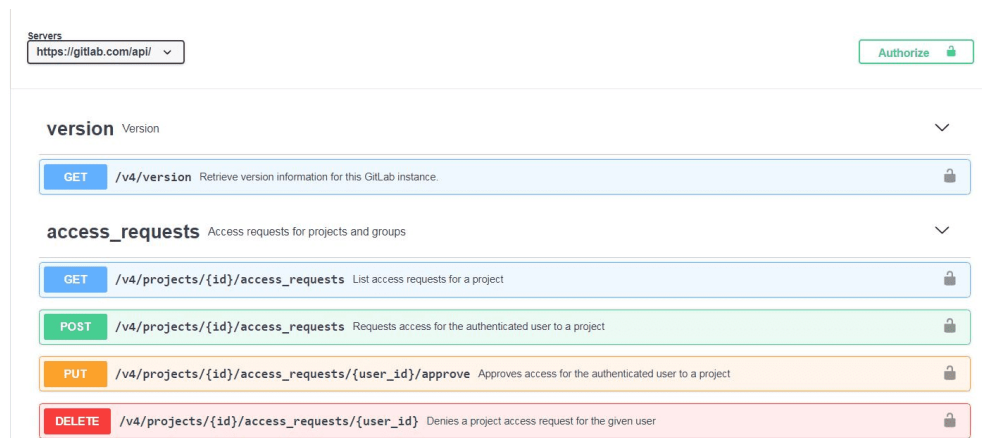 Servers
https://gitlab.com/api/
Authorize
version Version
GET /v4/version Retrieve version information for this GitLab instance.
access_requests Access requests for projects and groups
GET /v4/projects/{id}/access_requests List access requests for a project
POST /v4/projects/{id}/access_requests Requests access for the authenticated user to a project
PUT /v4/projects/{id}/access_requests/{user_id}/approve Approves access for the authenticated user to a project
DELETE /v4/projects/{id}/access_requests/{user_id} Denies a project access request for the given user